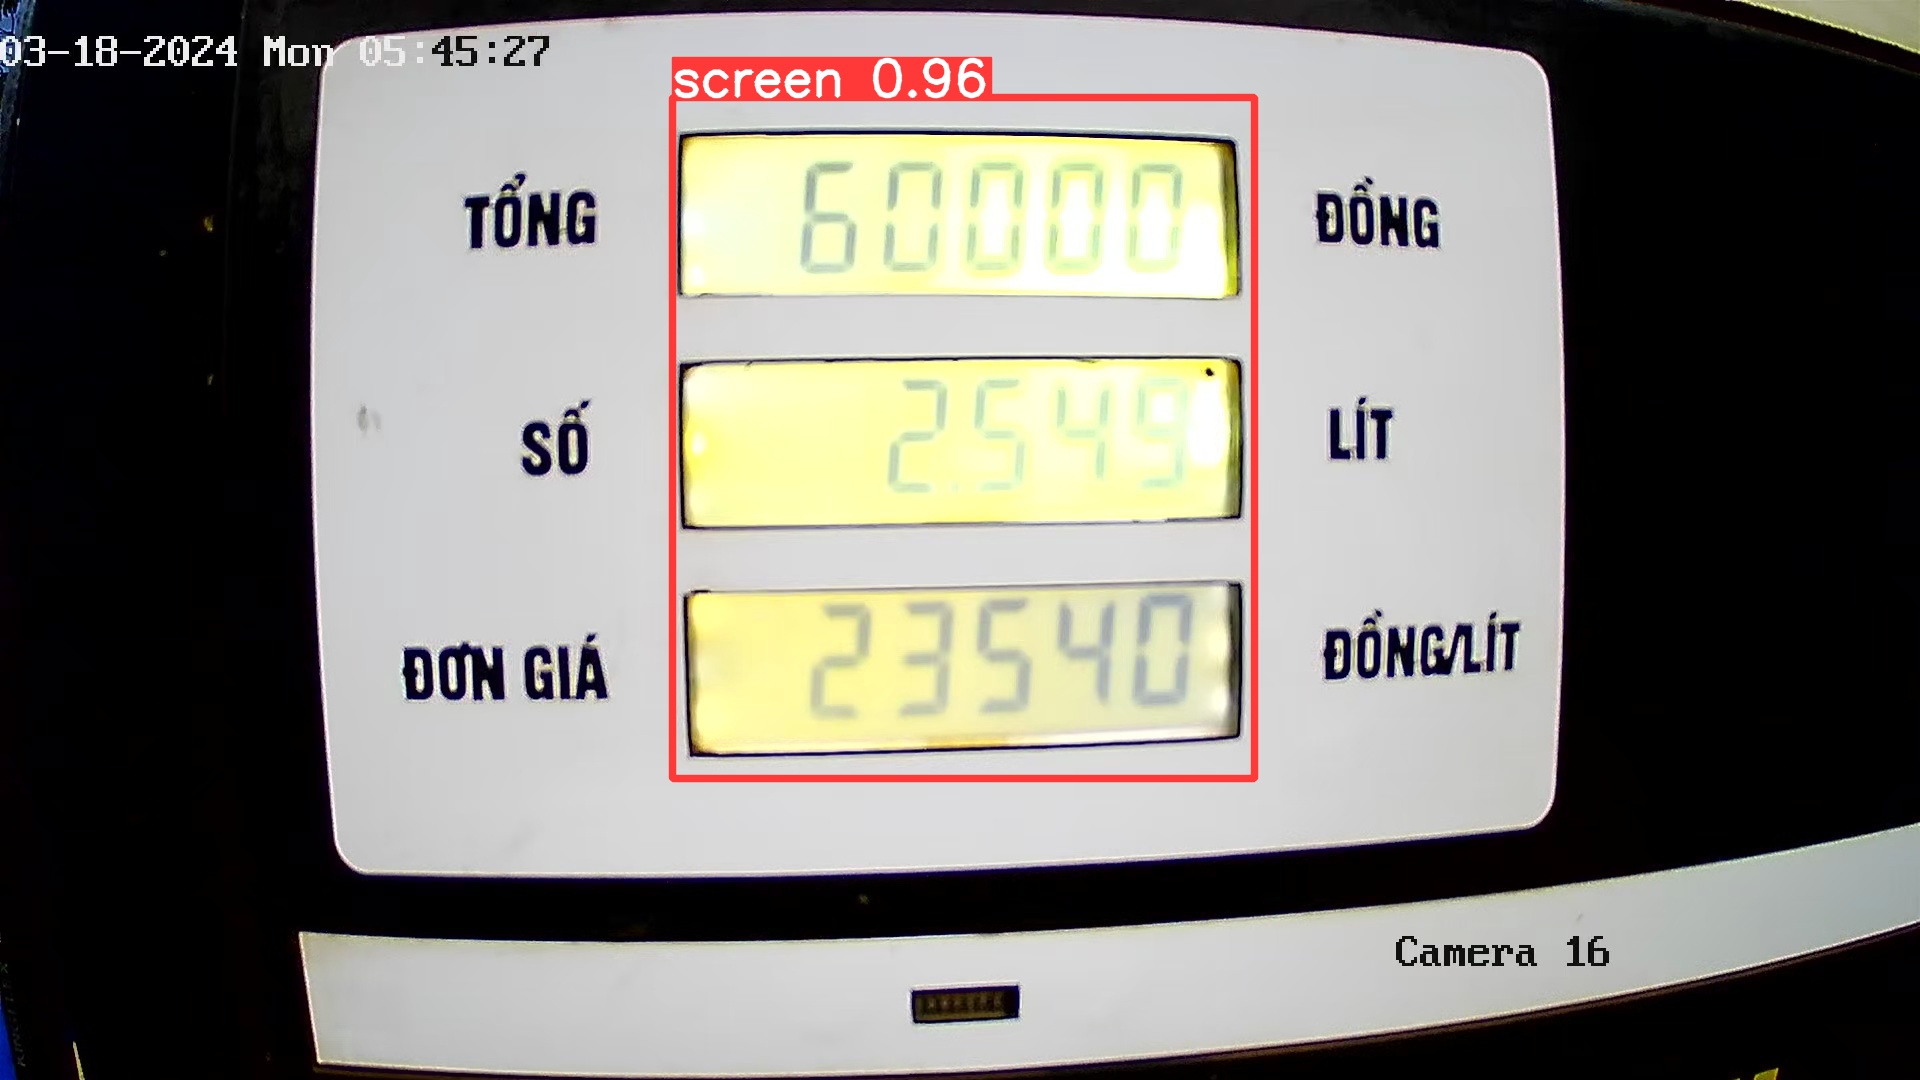 03-18-2024 Mon 05:45:27
screen 0.96
TỔNG 60000 ĐỒNG
SỐ 2.549 LÍT
ĐƠN GIÁ 23540 ĐỒNG/LÍT
Camera 16